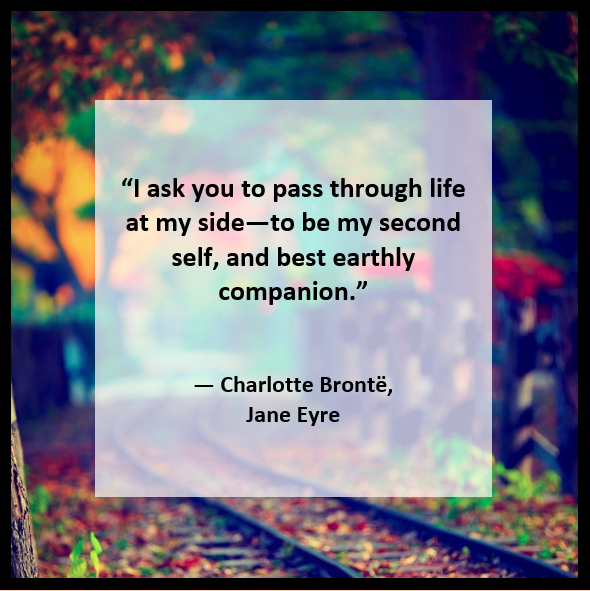 “I ask you to pass through life
at my side—to be my second
self, and best earthly
companion.”
— Charlotte Brontë,
Jane Eyre